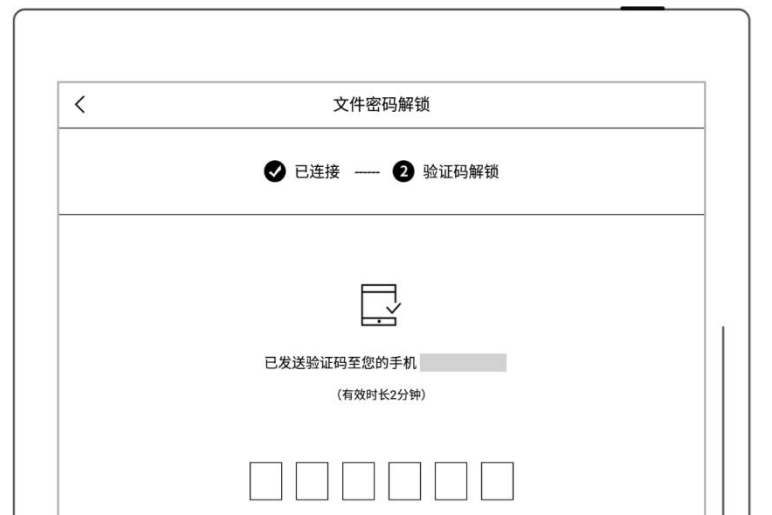 文件密码解锁
已连接 ----- 2 验证码解锁
已发送验证码至您的手机
（有效时长2分钟）